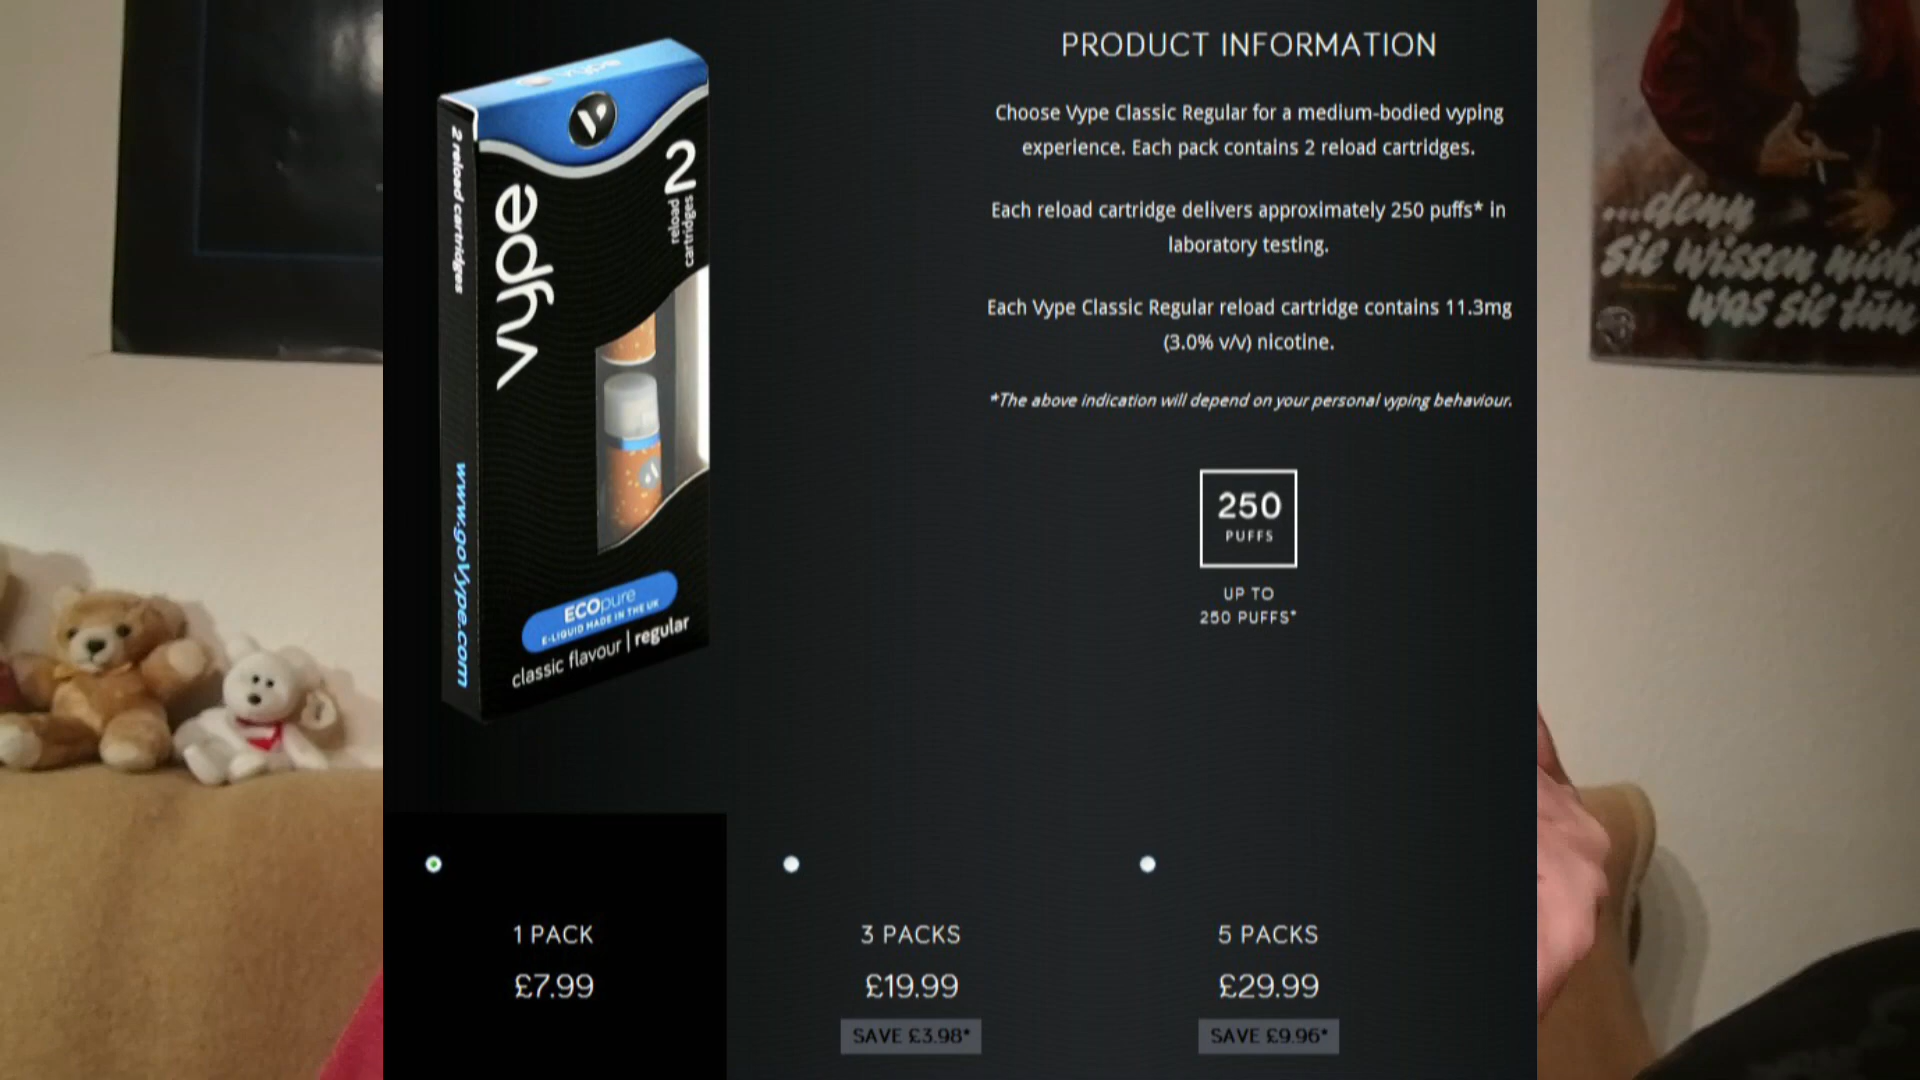 PRODUCT INFORMATION
Choose Vype Classic Regular for a medium-bodied vyping
experience. Each pack contains 2 reload cartridges.
Each reload cartridge delivers approximately 250 puffs* in
laboratory testing.
Each Vype Classic Regular reload cartridge contains 11.3mg
(3.0% v/v) nicotine.
*The above indication will depend on your personal vyping behaviour.
250
PUFFS
UP TO
250 PUFFS*
vype
2 reload cartridges
www.goVype.com
vype
2
reload
cartridges
ECOpure
E-LIQUID MADE IN THE UK
classic flavour | regular
1 PACK
£7.99
3 PACKS
£19.99
SAVE £3.98*
5 PACKS
£29.99
SAVE £9.96*
...denn
sie wissen nicht
was sie tun